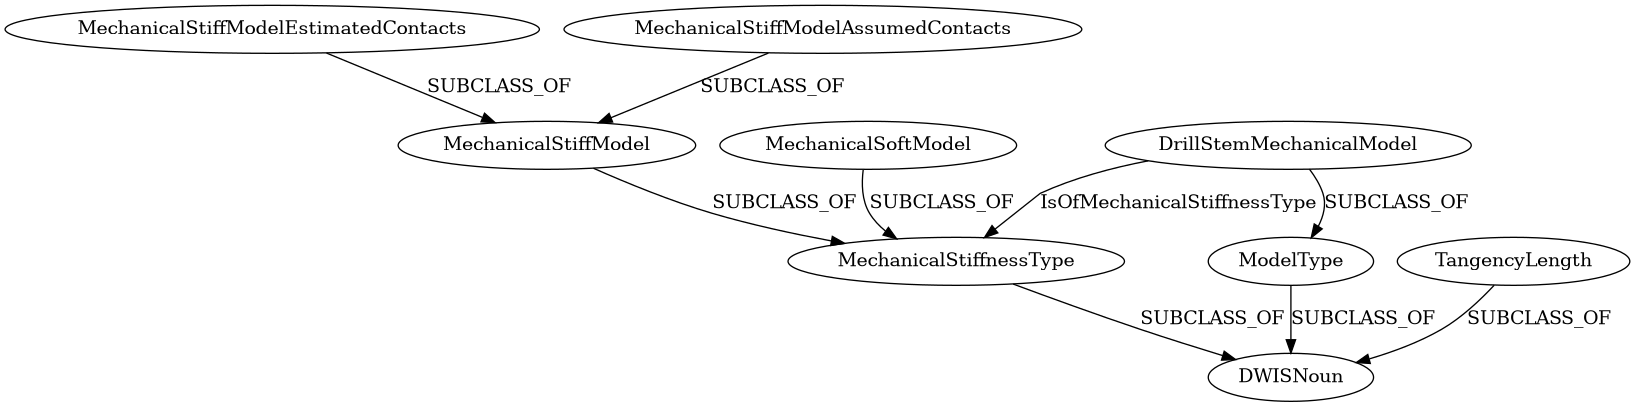 MechanicalStiffModelEstimatedContacts
MechanicalStiffModelAssumedContacts
SUBCLASS_OF
SUBCLASS_OF
MechanicalStiffModel
MechanicalSoftModel
DrillStemMechanicalModel
SUBCLASS_OF
SUBCLASS_OF
IsOfMechanicalStiffnessType
SUBCLASS_OF
MechanicalStiffnessType
ModelType
TangencyLength
SUBCLASS_OF
SUBCLASS_OF
SUBCLASS_OF
DWISNoun